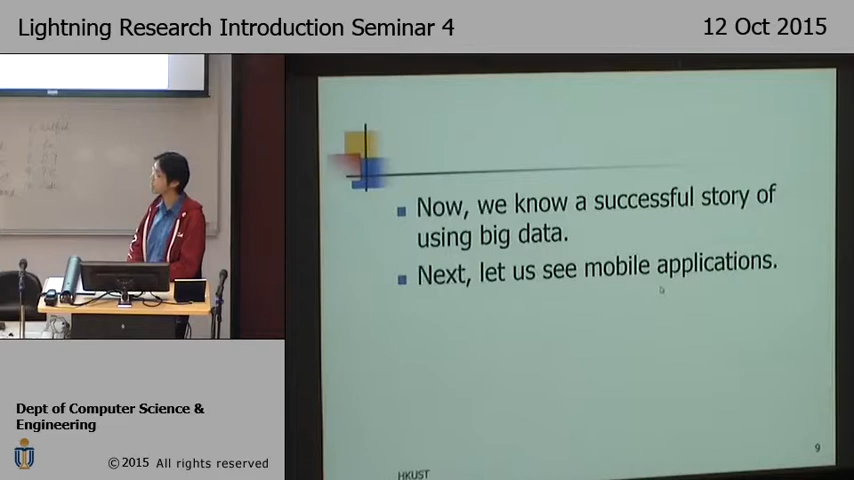 Lightning Research Introduction Seminar 4
12 Oct 2015
Now, we know a successful story of
using big data.
Next, let us see mobile applications.
9
HKUST
Dept of Computer Science &
Engineering
©2015 All rights reserved